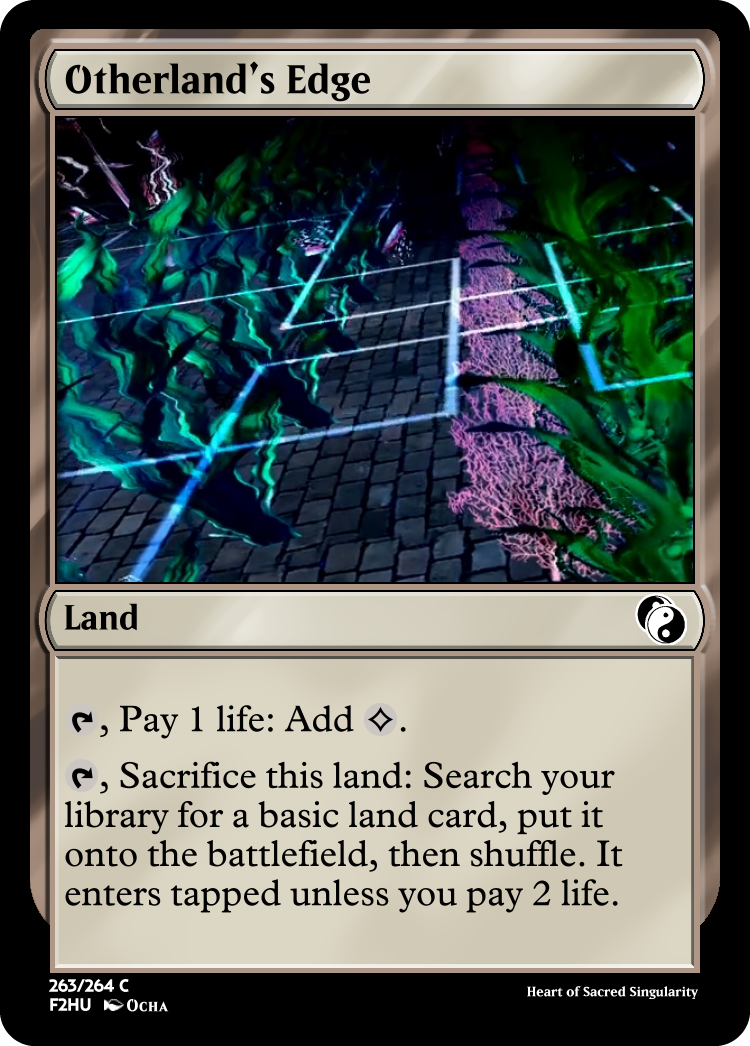 Otherland's Edge
Land
, Pay 1 life: Add .
, Sacrifice this land: Search your
library for a basic land card, put it
onto the battlefield, then shuffle. It
enters tapped unless you pay 2 life.
263/264 C
F2HU Ocha
Heart of Sacred Singularity